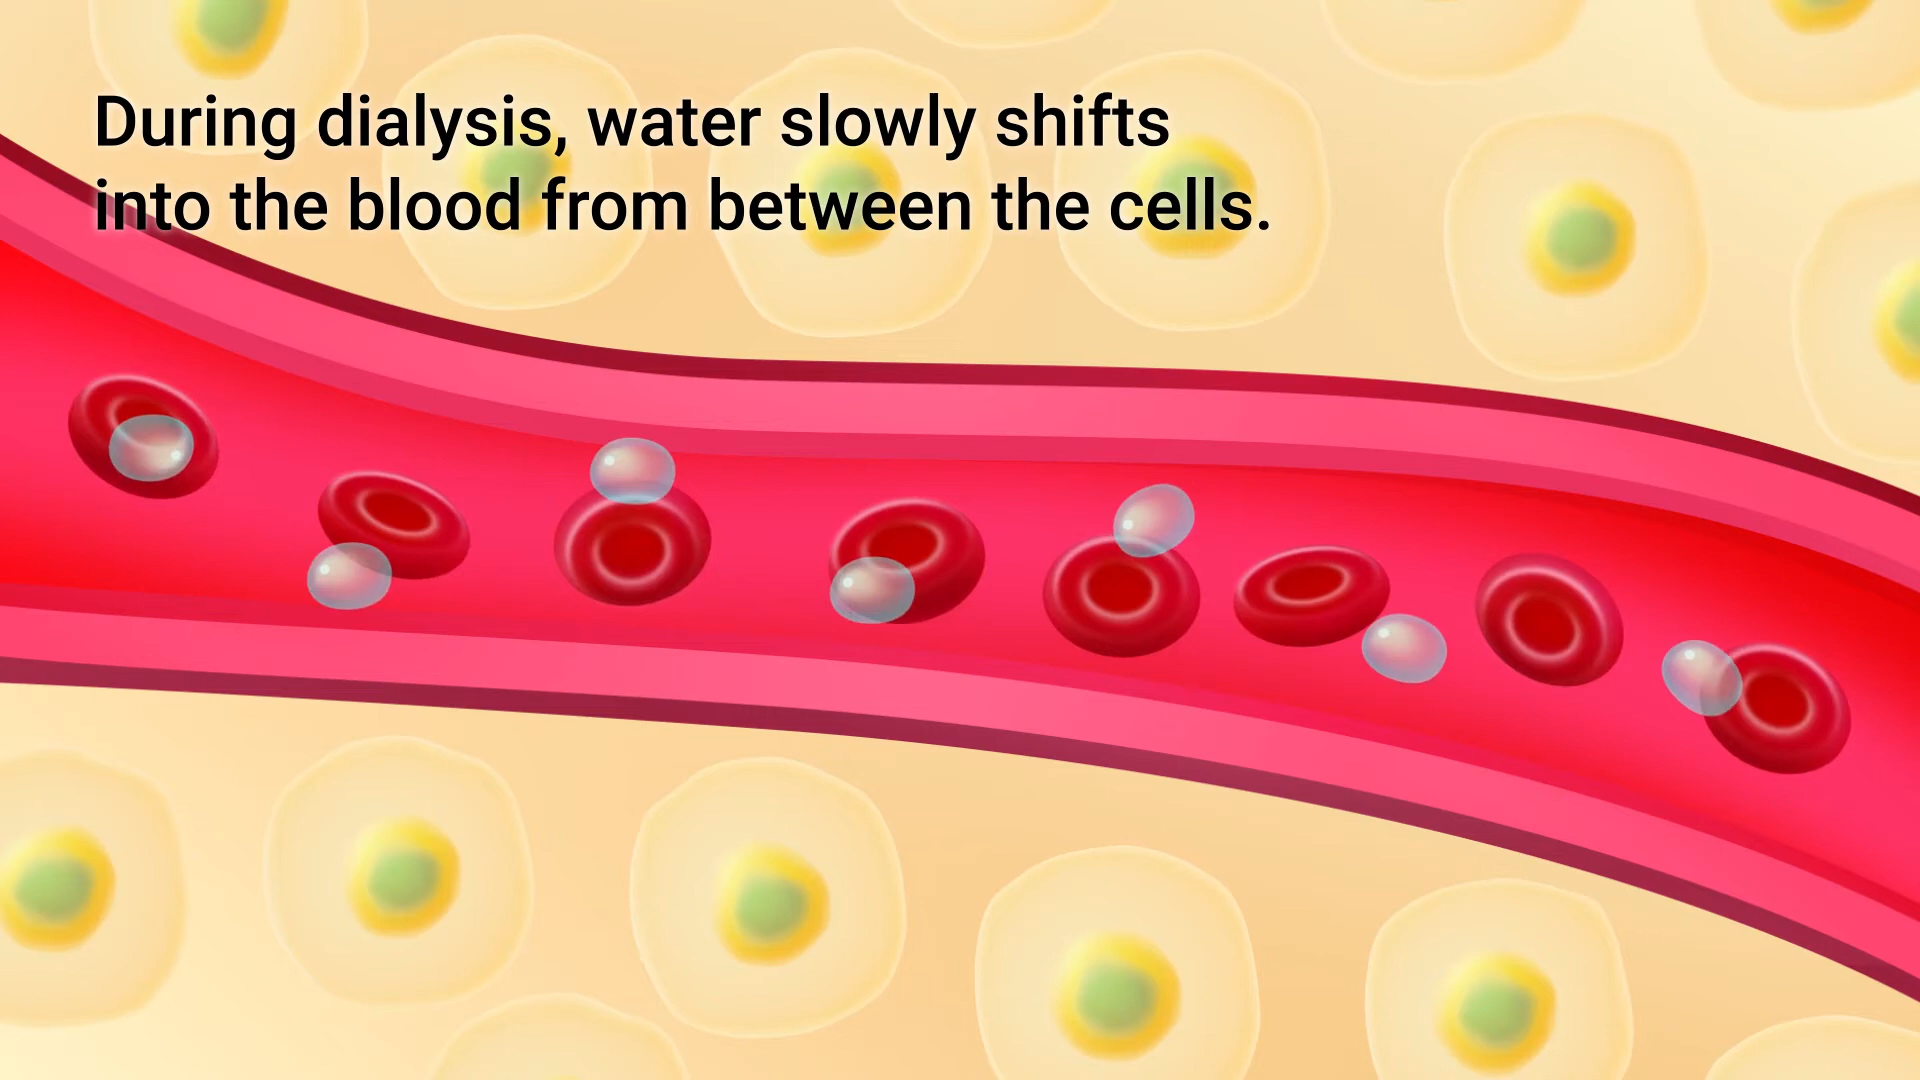 During dialysis, water slowly shifts
into the blood from between the cells.